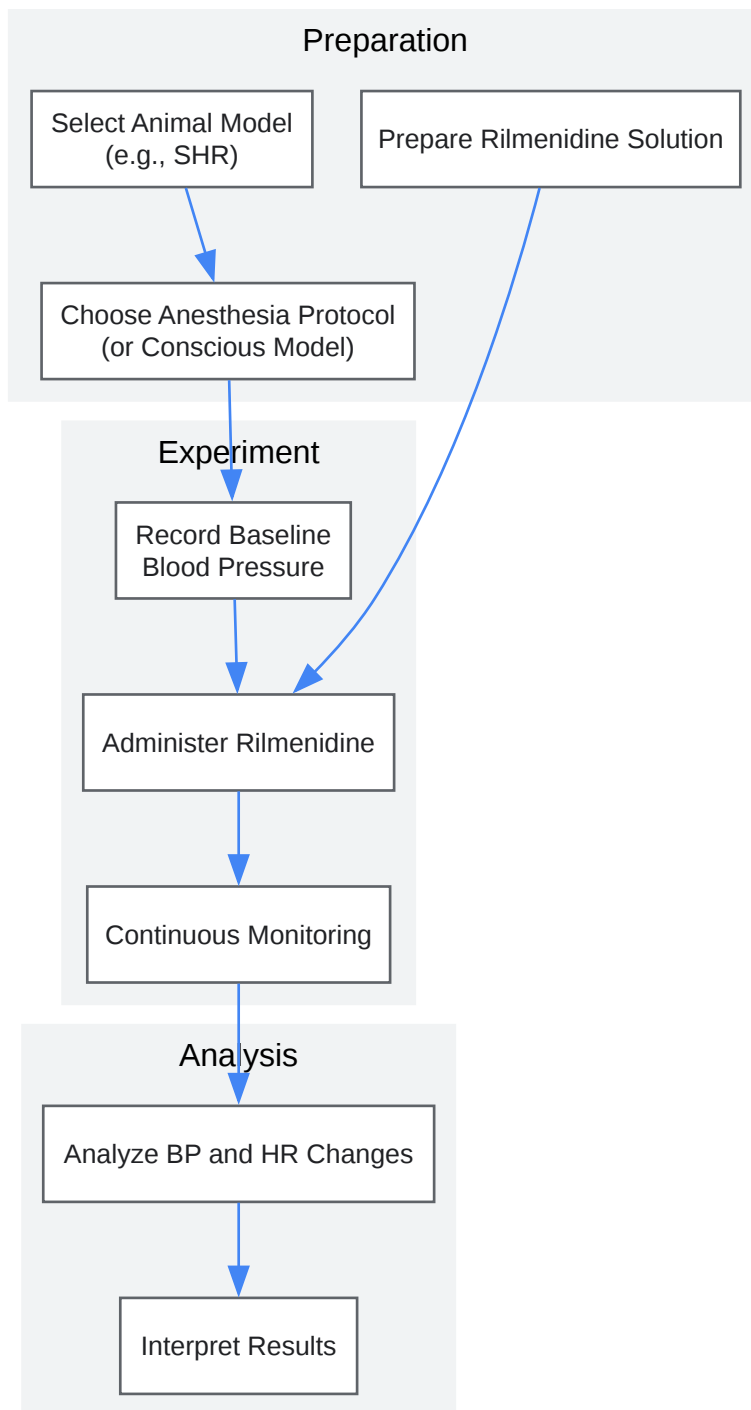 Preparation
Select Animal Model
(e.g., SHR)
Prepare Rilmenidine Solution
Choose Anesthesia Protocol
(or Conscious Model)
Experiment
Record Baseline
Blood Pressure
Administer Rilmenidine
Continuous Monitoring
Analysis
Analyze BP and HR Changes
Interpret Results